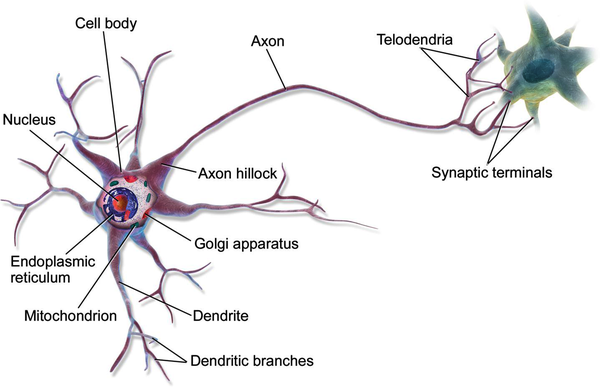 Cell body
Axon
Telodendria
Nucleus
Axon hillock
Synaptic terminals
Golgi apparatus
Endoplasmic
reticulum
Mitochondrion
Dendrite
Dendritic branches